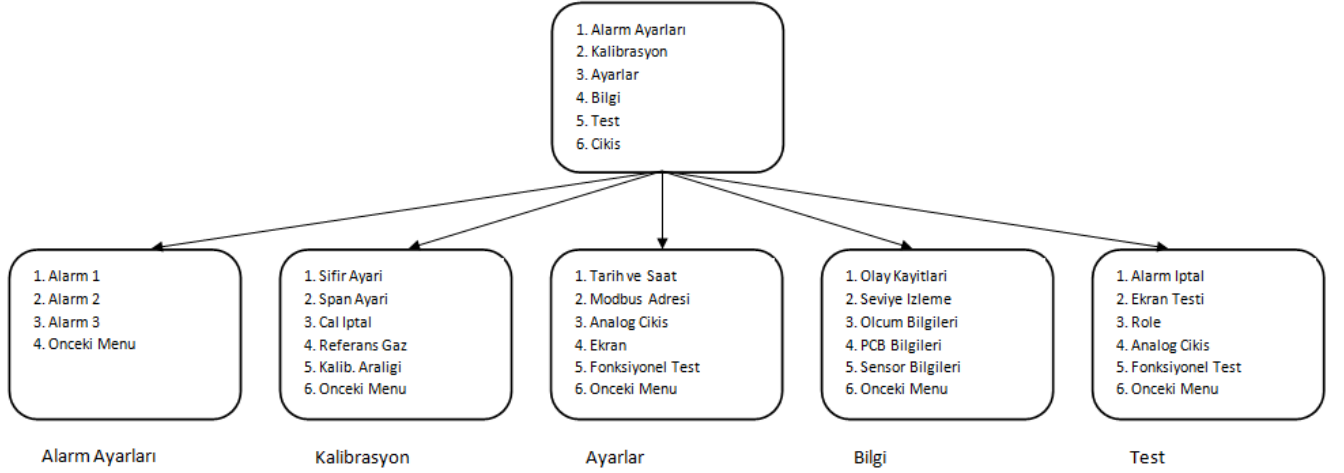 1. Alarm Ayarları
2. Kalibrasyon
3. Ayarlar
4. Bilgi
5. Test
6. Cikis
1. Alarm 1
2. Alarm 2
3. Alarm 3
4. Onceki Menu
1. Sifir Ayari
2. Span Ayari
3. Cal Iptal
4. Referans Gaz
5. Kalib. Araligi
6. Onceki Menu
1. Tarih ve Saat
2. Modbus Adresi
3. Analog Cikis
4. Ekran
5. Fonksiyonel Test
6. Onceki Menu
1. Olay Kayitlari
2. Seviye Izleme
3. Olcum Bilgileri
4. PCB Bilgileri
5. Sensor Bilgileri
6. Onceki Menu
1. Alarm Iptal
2. Ekran Testi
3. Role
4. Analog Cikis
5. Fonksiyonel Test
6. Onceki Menu
Alarm Ayarları
Kalibrasyon
Ayarlar
Bilgi
Test